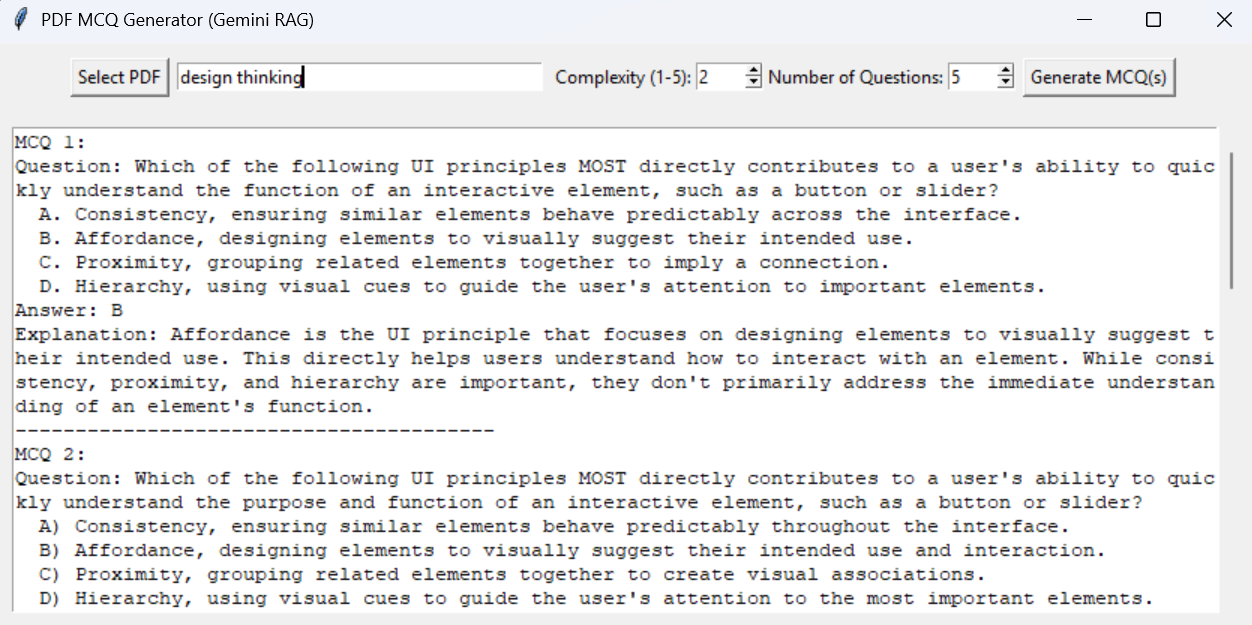 PDF MCQ Generator (Gemini RAG)
Select PDF design thinking Complexity (1-5): 2 Number of Questions: 5 Generate MCQ(s)
MCQ 1:
Question: Which of the following UI principles MOST directly contributes to a user's ability to quic
kly understand the function of an interactive element, such as a button or slider?
A. Consistency, ensuring similar elements behave predictably across the interface.
B. Affordance, designing elements to visually suggest their intended use.
C. Proximity, grouping related elements together to imply a connection.
D. Hierarchy, using visual cues to guide the user's attention to important elements.
Answer: B
Explanation: Affordance is the UI principle that focuses on designing elements to visually suggest t
heir intended use. This directly helps users understand how to interact with an element. While consi
stency, proximity, and hierarchy are important, they don't primarily address the immediate understan
ding of an element's function.
----------------------------------------
MCQ 2:
Question: Which of the following UI principles MOST directly contributes to a user's ability to quic
kly understand the purpose and function of an interactive element, such as a button or slider?
A) Consistency, ensuring similar elements behave predictably throughout the interface.
B) Affordance, designing elements to visually suggest their intended use and interaction.
C) Proximity, grouping related elements together to create visual associations.
D) Hierarchy, using visual cues to guide the user's attention to the most important elements.